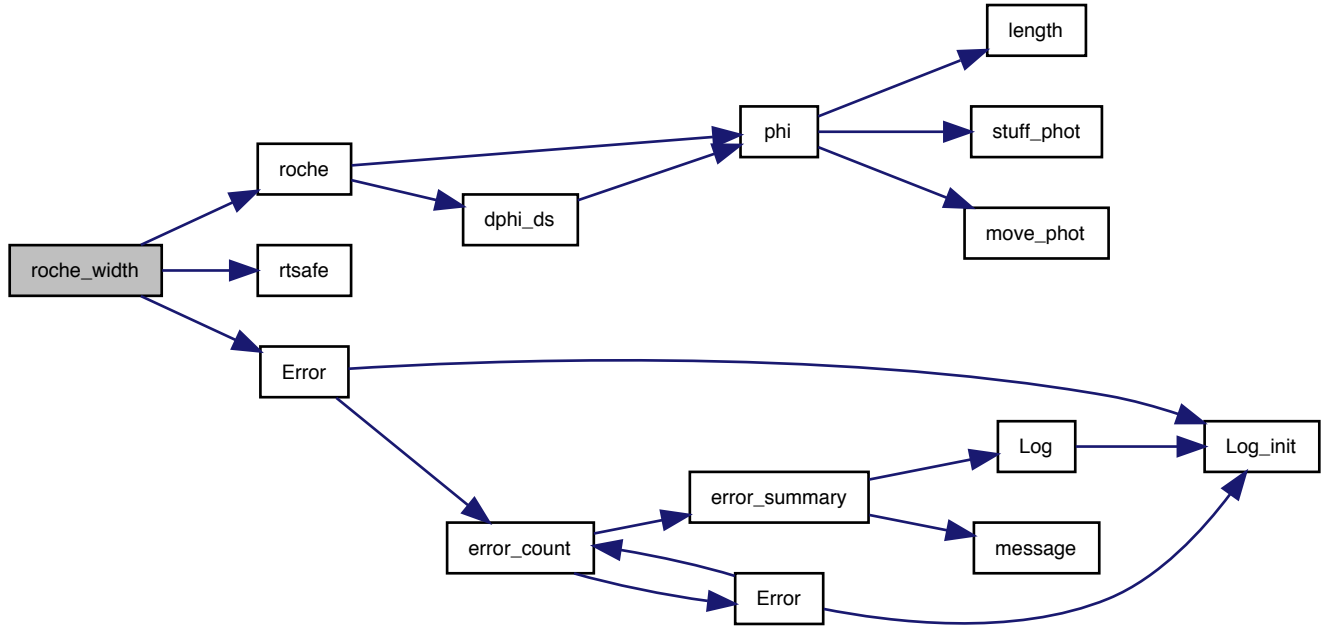 length
stuff_phot
phi
roche
dphi_ds
move_phot
roche_width
rtsafe
Error
Log
Log_init
error_summary
error_count
message
Error